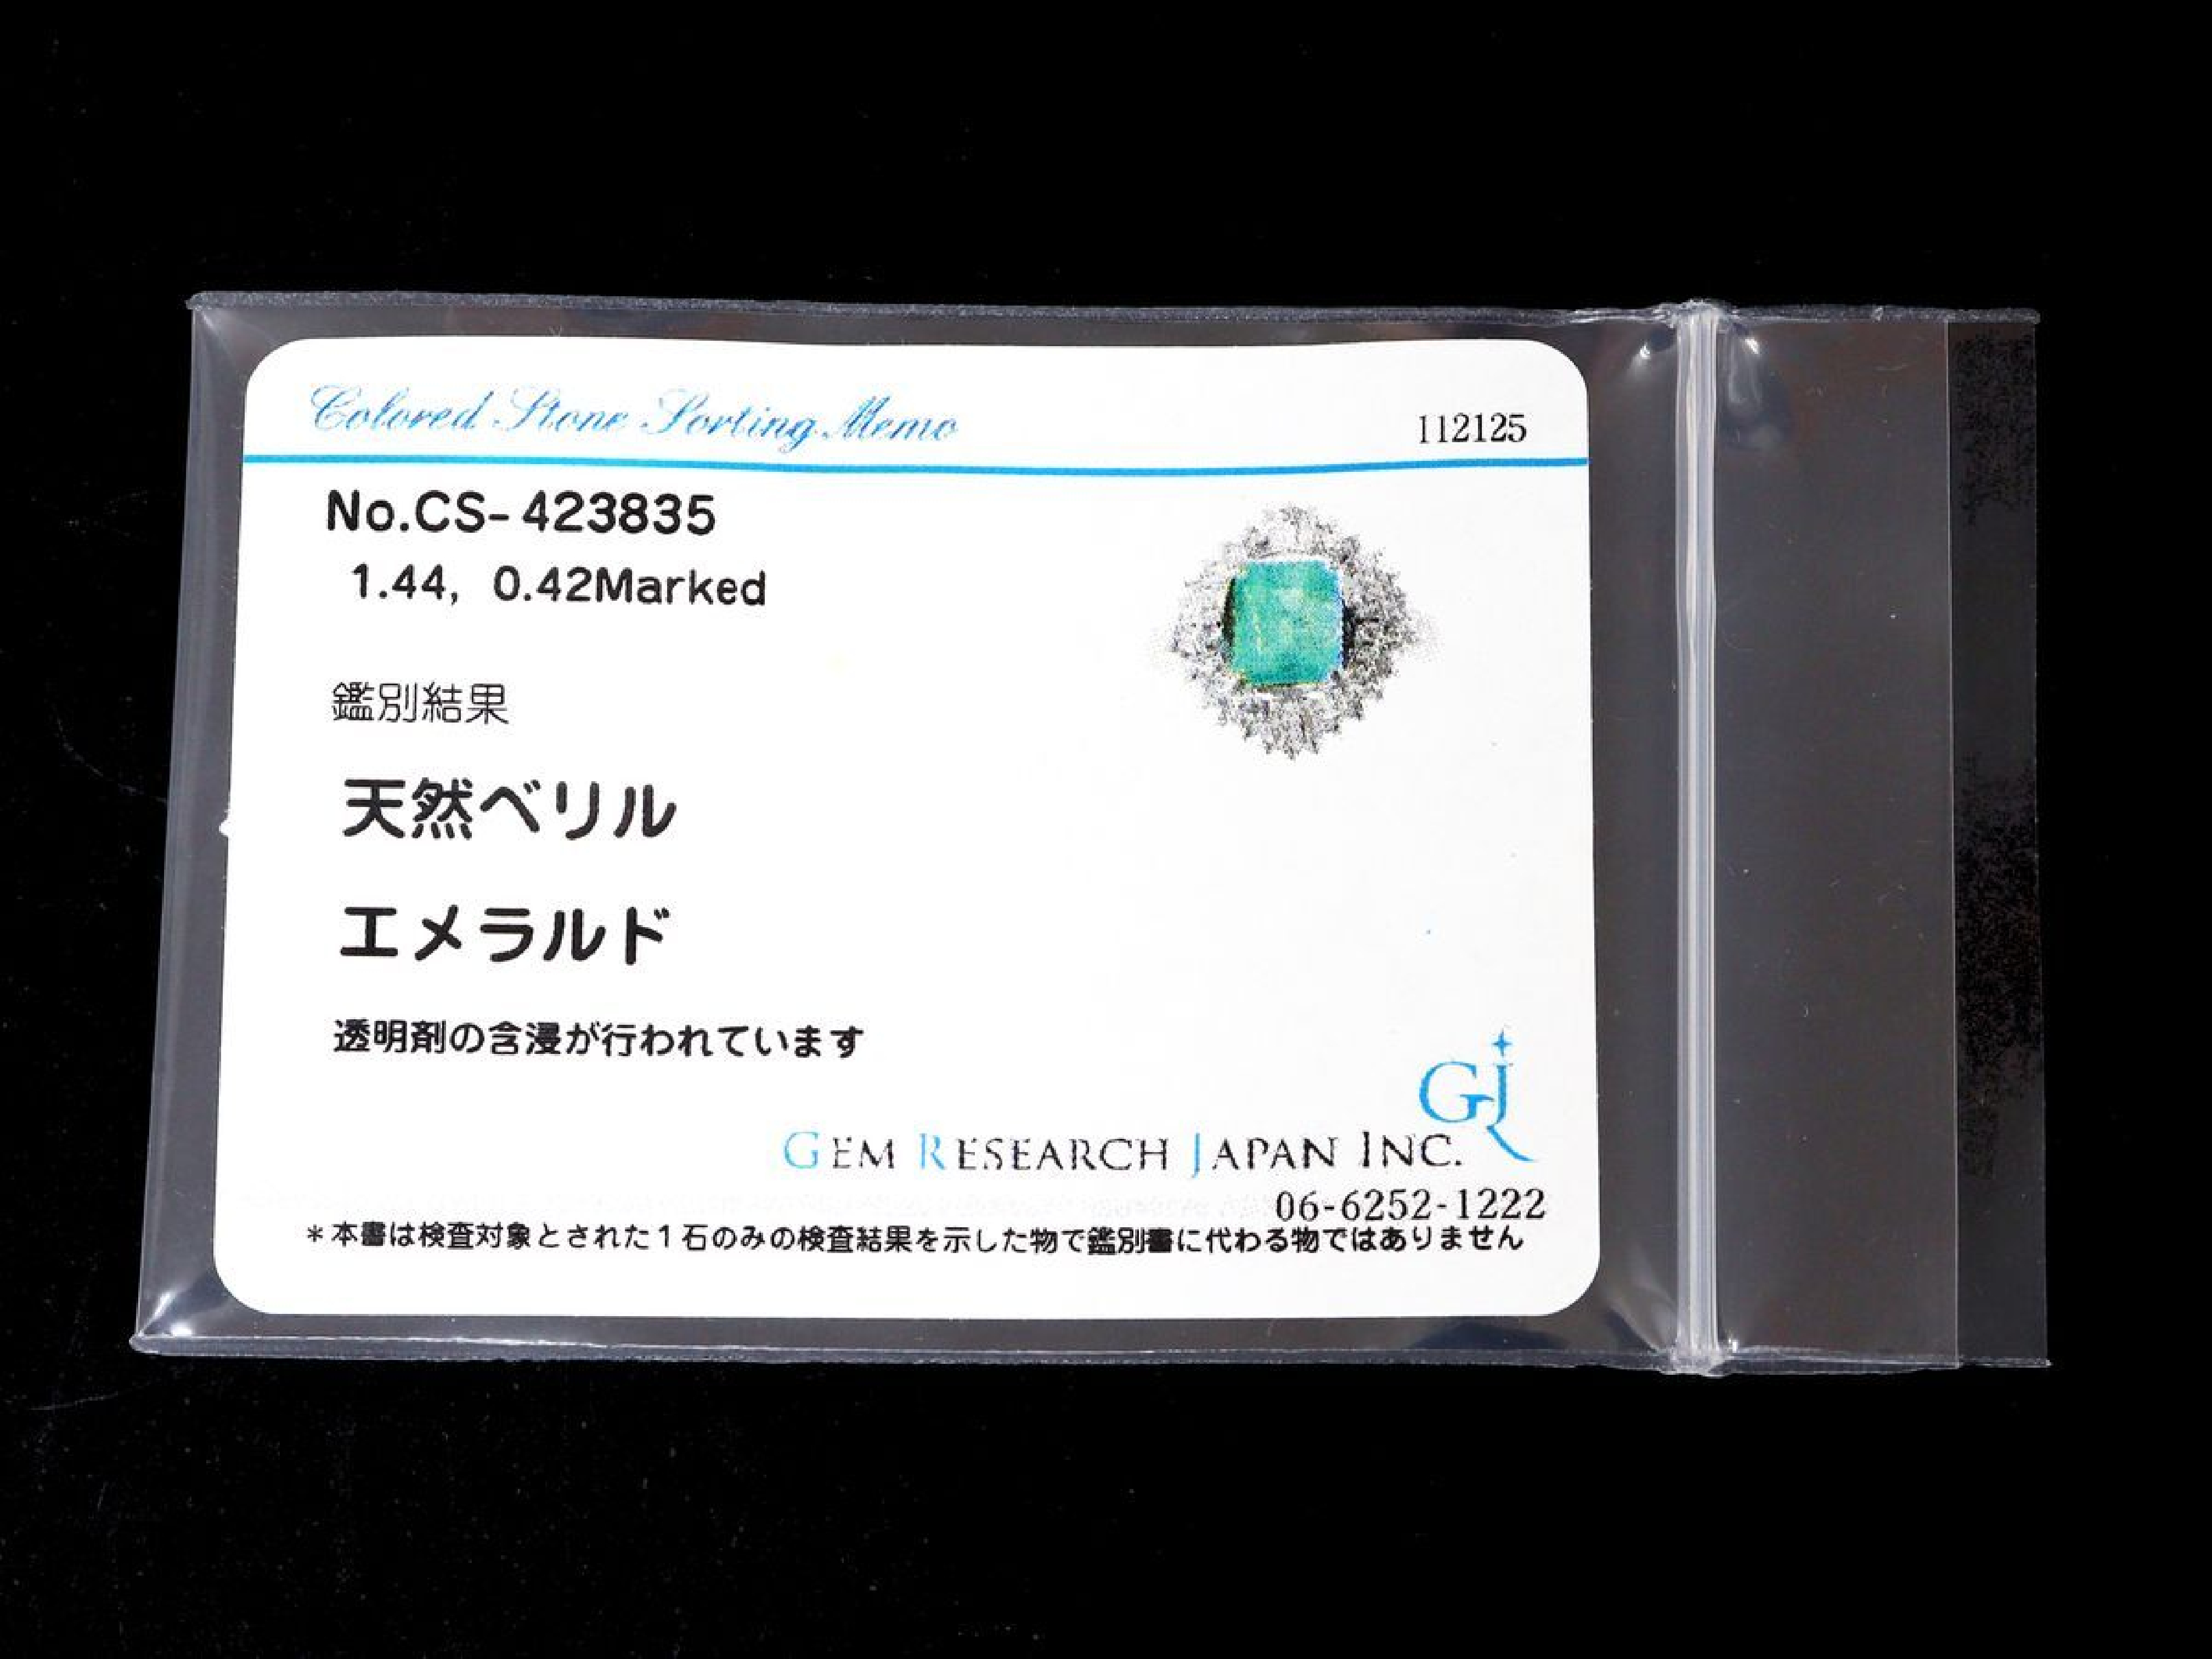 Colored Stone Sorting Memo
112125
No.CS-423835
1.44, 0.42Marked
鑑別結果
天然ベリル
エメラルド
透明剤の含浸が行われています
GJ
GEM RESEARCH JAPAN INC.
06-6252-1222
*本書は検査対象とされた1石のみの検査結果を示した物で鑑別書に代わる物ではありません